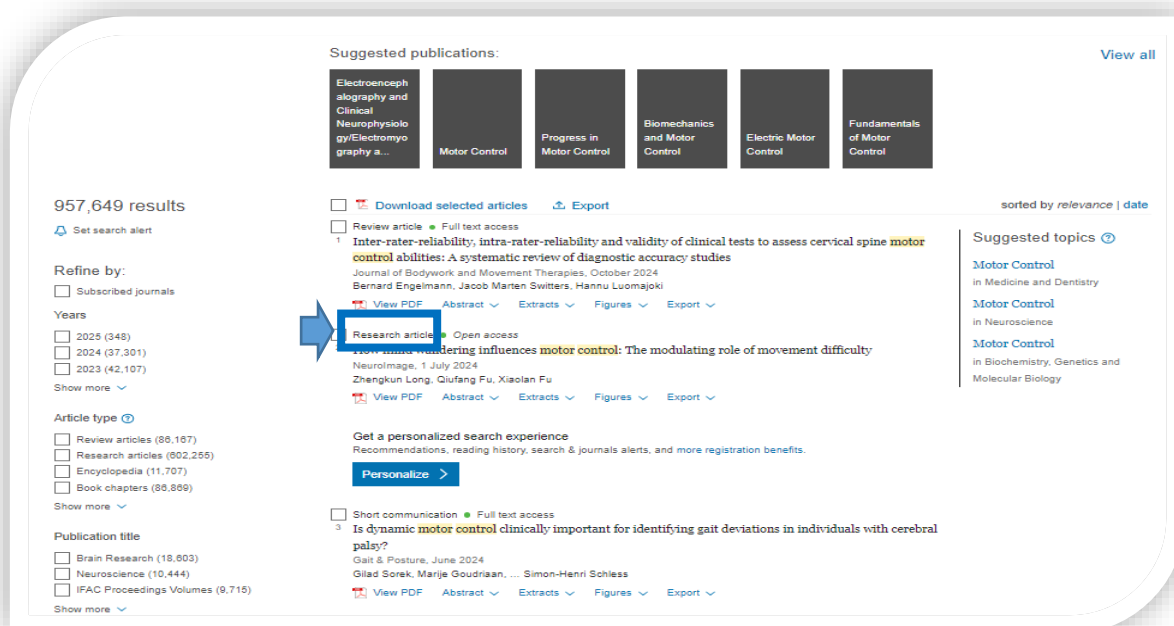 Suggested publications:
View all
Electroenceph
alography and
Clinical
Neurophysiolo
gy/Electromyo
graphy a...
Motor Control
Progress in
Motor Control
Biomechanics
and Motor
Control
Electric Motor
Control
Fundamentals
of Motor
Control
957,649 results
Set search alert
Refine by:
Subscribed journals
Years
2025 (348)
2024 (37,301)
2023 (42,107)
Show more
Article type
Review articles (86,167)
Research articles (602,255)
Encyclopedia (11,707)
Book chapters (86,869)
Show more
Publication title
Brain Research (18,603)
Neuroscience (10,444)
IFAC Proceedings Volumes (9,715)
Show more
Download selected articles Export
sorted by relevance | date
Review article • Full text access
1 Inter-rater-reliability, intra-rater-reliability and validity of clinical tests to assess cervical spine motor
control abilities: A systematic review of diagnostic accuracy studies
Journal of Bodywork and Movement Therapies, October 2024
Bernard Engelmann, Jacob Marten Switters, Hannu Luomajoki
View PDF Abstract Extracts Figures Export
Research article • Open access
How mind wandering influences motor control: The modulating role of movement difficulty
NeuroImage, 1 July 2024
Zhengkun Long, Qiufang Fu, Xiaolan Fu
View PDF Abstract Extracts Figures Export
Get a personalized search experience
Recommendations, reading history, search & journals alerts, and more registration benefits.
Personalize >
Short communication • Full text access
3 Is dynamic motor control clinically important for identifying gait deviations in individuals with cerebral
palsy?
Gait & Posture, June 2024
Gilad Sorek, Marije Goudriaan, ... Simon-Henri Schless
View PDF Abstract Extracts Figures Export
Suggested topics
Motor Control
in Medicine and Dentistry
Motor Control
in Neuroscience
Motor Control
in Biochemistry, Genetics and
Molecular Biology